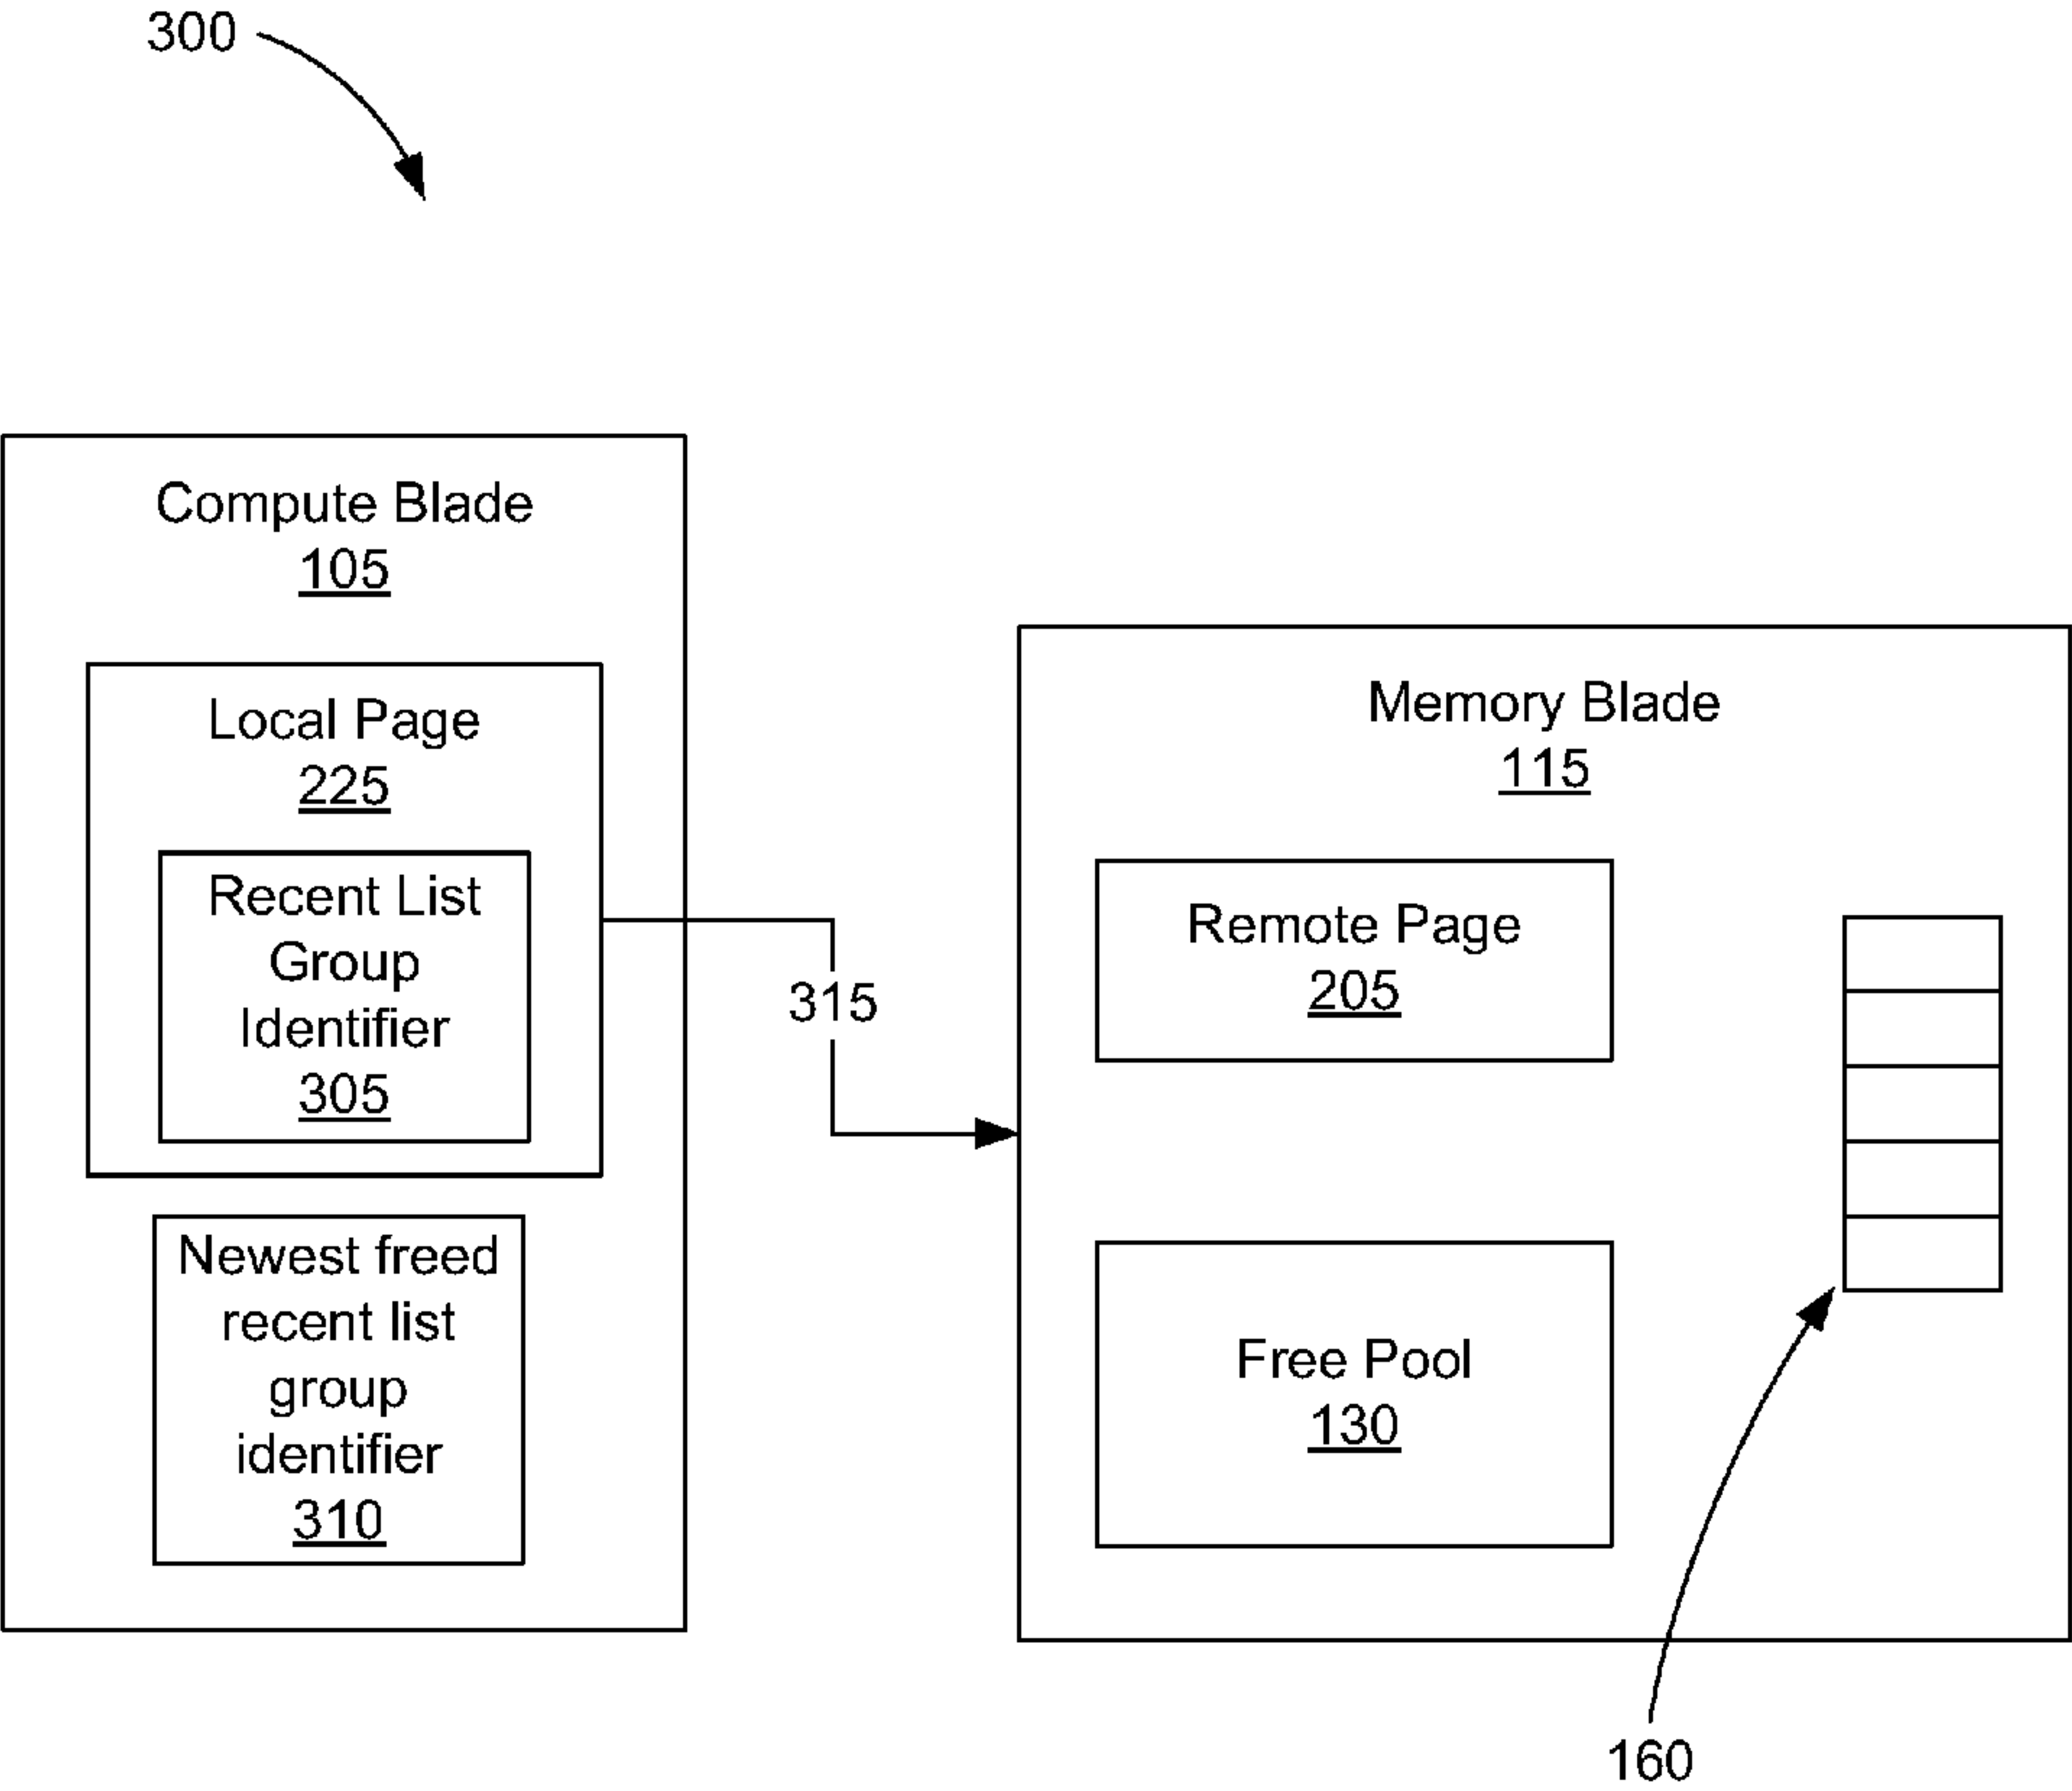 300
Compute Blade
105
Local Page
225
Recent List
Group
Identifier
305
Newest freed
recent list
group
identifier
310
315
Memory Blade
115
Remote Page
205
Free Pool
130
160